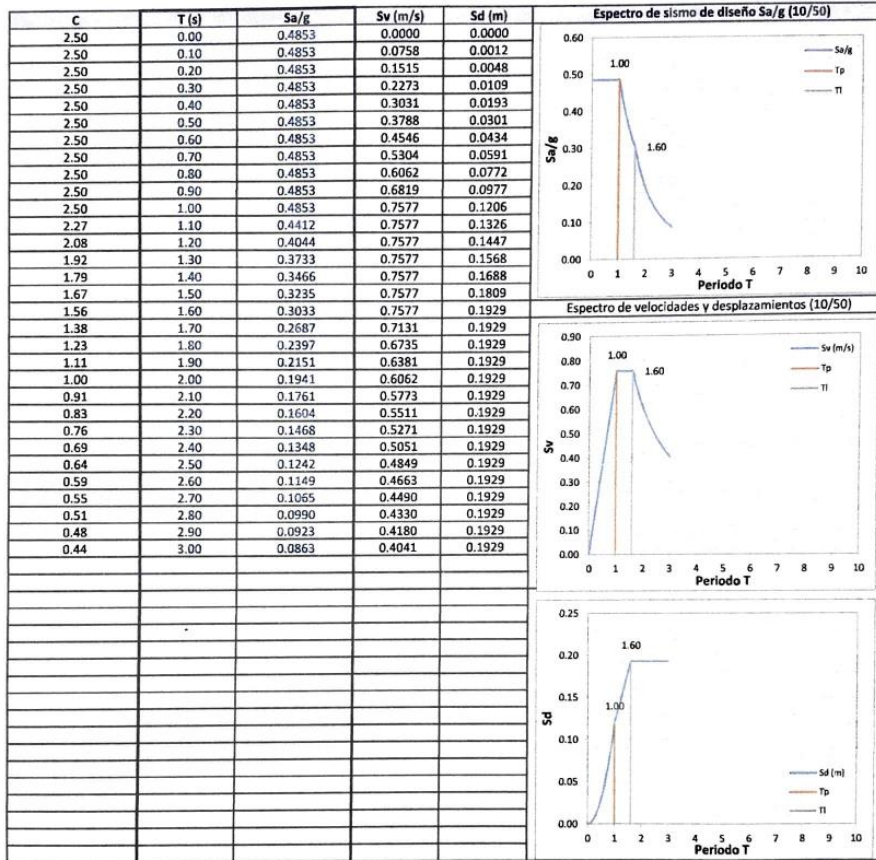 C T (s) Sa/g Sv (m/s) Sd (m)
2.50 0.00 0.4853 0.0000 0.0000
2.50 0.10 0.4853 0.0758 0.0012
2.50 0.20 0.4853 0.1515 0.0048
2.50 0.30 0.4853 0.2273 0.0109
2.50 0.40 0.4853 0.3031 0.0193
2.50 0.50 0.4853 0.3788 0.0301
2.50 0.60 0.4853 0.4546 0.0434
2.50 0.70 0.4853 0.5304 0.0591
2.50 0.80 0.4853 0.6062 0.0772
2.50 0.90 0.4853 0.6819 0.0977
2.50 1.00 0.4853 0.7577 0.1206
2.27 1.10 0.4412 0.7577 0.1326
2.08 1.20 0.4044 0.7577 0.1447
1.92 1.30 0.3733 0.7577 0.1568
1.79 1.40 0.3466 0.7577 0.1688
1.67 1.50 0.3235 0.7577 0.1809
1.56 1.60 0.3033 0.7577 0.1929
1.38 1.70 0.2687 0.7131 0.1929
1.23 1.80 0.2397 0.6735 0.1929
1.11 1.90 0.2151 0.6381 0.1929
1.00 2.00 0.1941 0.6062 0.1929
0.91 2.10 0.1761 0.5773 0.1929
0.83 2.20 0.1604 0.5511 0.1929
0.76 2.30 0.1468 0.5271 0.1929
0.69 2.40 0.1348 0.5051 0.1929
0.64 2.50 0.1242 0.4849 0.1929
0.59 2.60 0.1149 0.4663 0.1929
0.55 2.70 0.1065 0.4490 0.1929
0.51 2.80 0.0990 0.4330 0.1929
0.48 2.90 0.0923 0.4180 0.1929
0.44 3.00 0.0863 0.4041 0.1929
Espectro de sismo de diseño Sa/g (10/50)
0.60
0.50
0.40
0.30
0.20
0.10
0.00
Sa/g
1.00
1.60
Sa/g
Tp
Tl
0 1 2 3 4 5 6 7 8 9 10
Periodo T
Espectro de velocidades y desplazamientos (10/50)
0.90
0.80
0.70
0.60
0.50
0.40
0.30
0.20
0.10
0.00
Sv
1.00
1.60
Sv (m/s)
Tp
Tl
0 1 2 3 4 5 6 7 8 9 10
Periodo T
0.25
0.20
0.15
0.10
0.05
0.00
Sd
1.60
1.00
Sd (m)
Tp
Tl
0 1 2 3 4 5 6 7 8 9 10
Periodo T